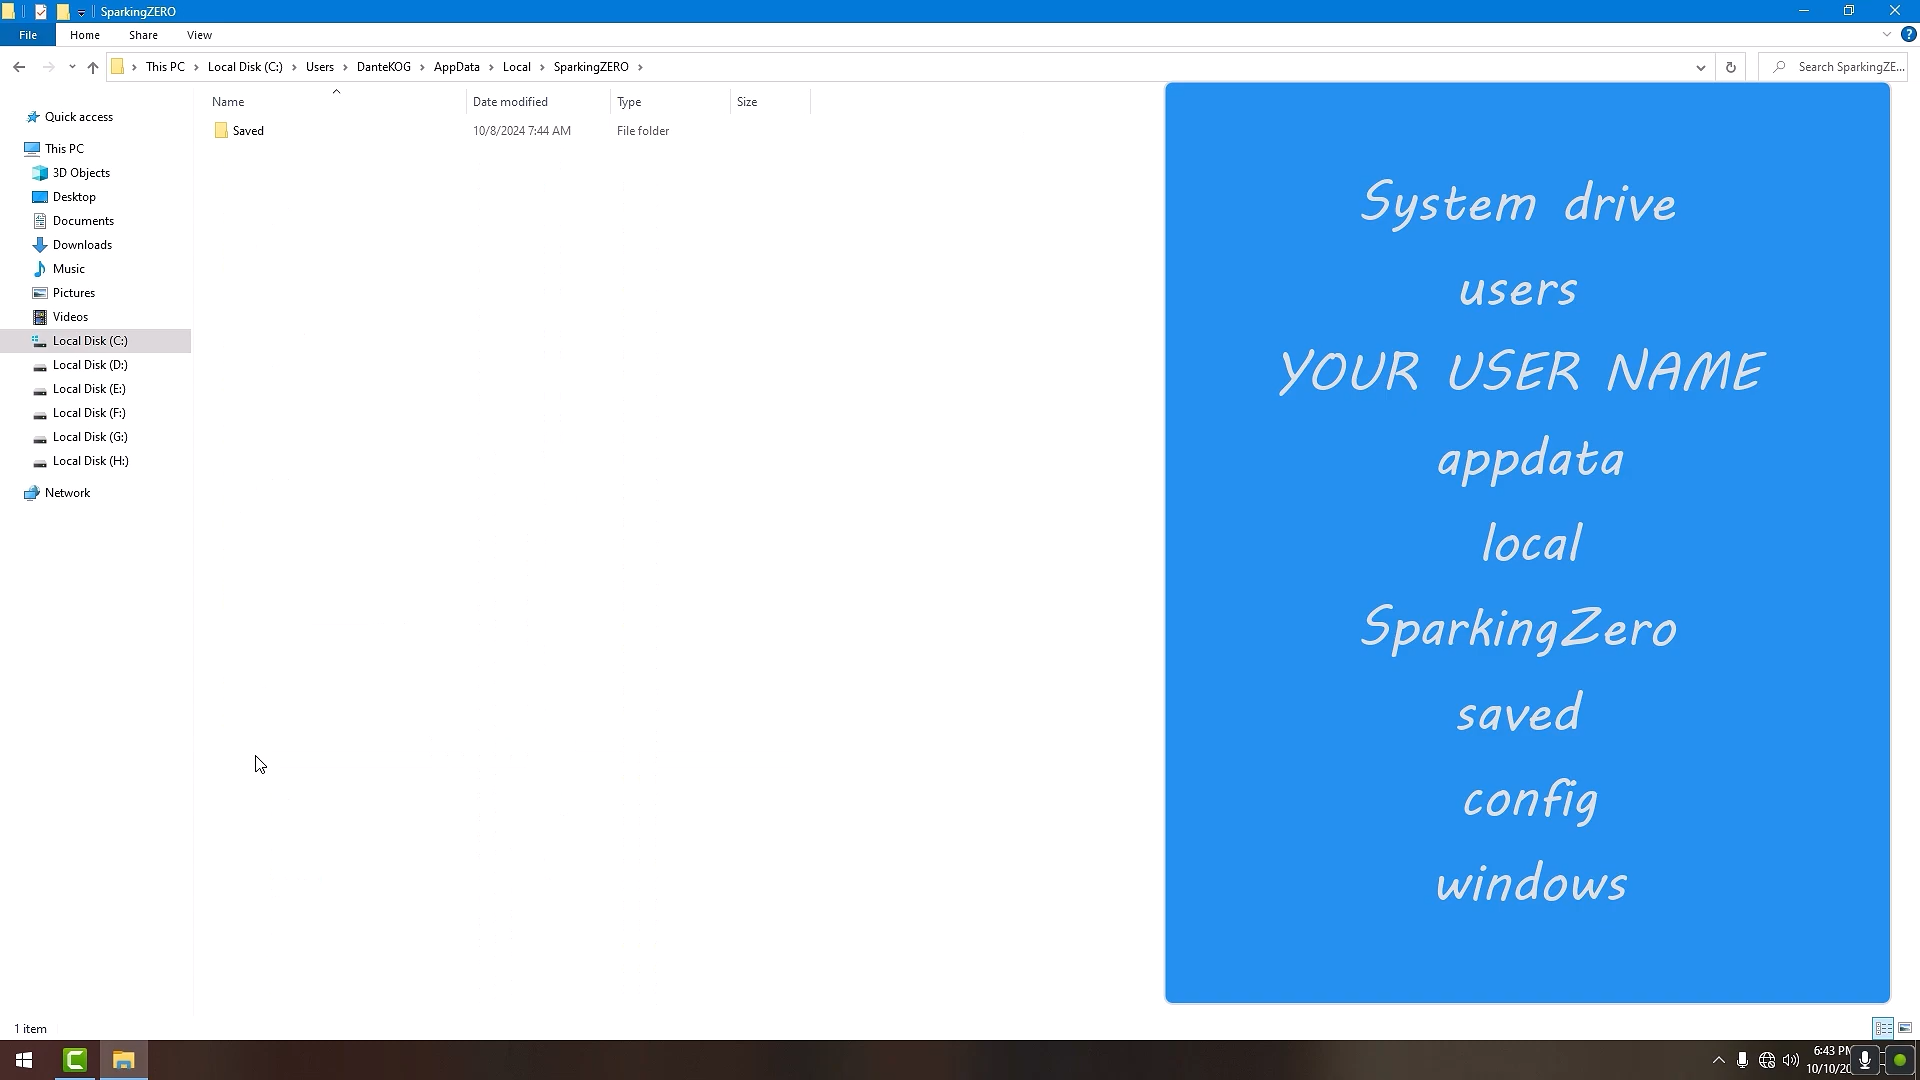 SparkingZERO
File Home Share View
This PC Local Disk (C:) Users DanteKOG AppData Local SparkingZERO
Search SparkingZE...
Name Date modified Type Size
Saved 10/8/2024 7:44 AM File folder
Quick access
This PC
3D Objects
Desktop
Documents
Downloads
Music
Pictures
Videos
Local Disk (C:)
Local Disk (D:)
Local Disk (E:)
Local Disk (F:)
Local Disk (G:)
Local Disk (H:)
Network
System drive
users
YOUR USER NAME
appdata
local
SparkingZero
saved
config
windows
1 item
6:43 PM